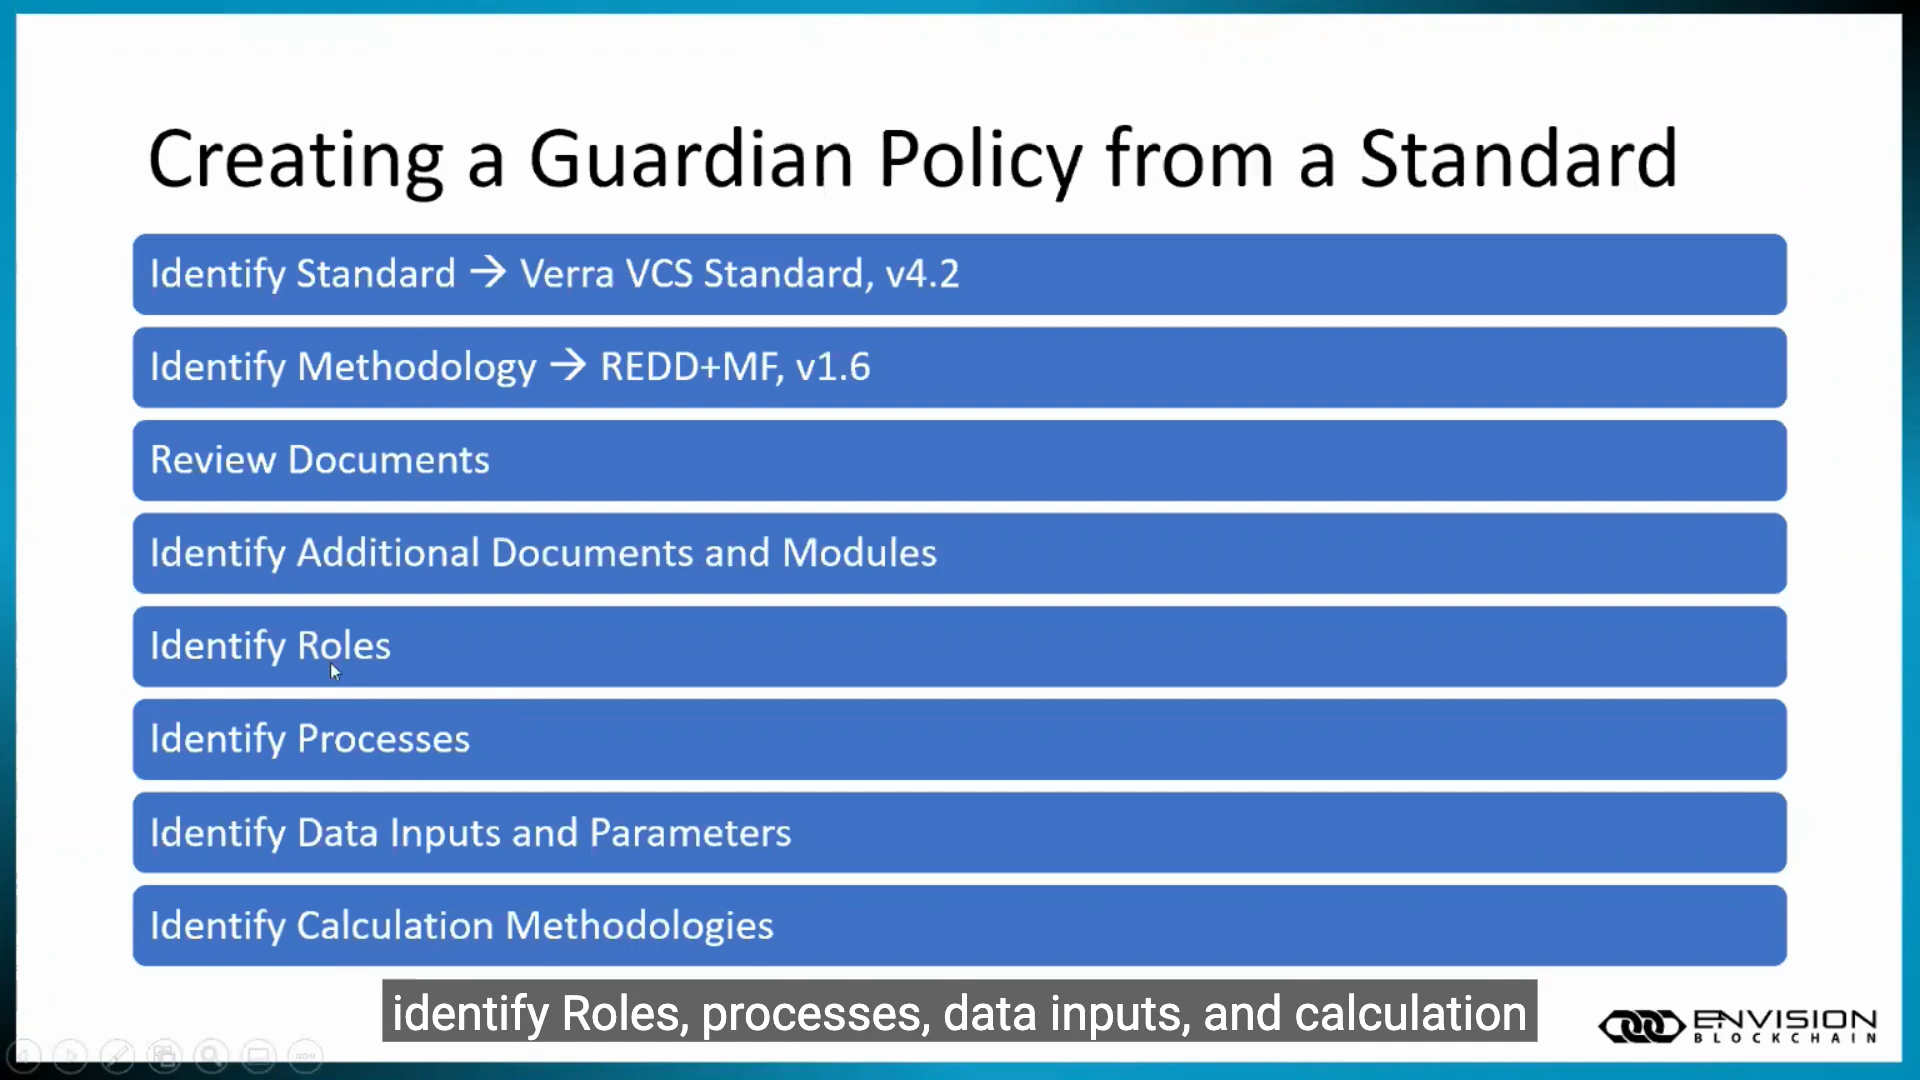 Creating a Guardian Policy from a Standard
Identify Standard → Verra VCS Standard, v4.2
Identify Methodology → REDD+MF, v1.6
Review Documents
Identify Additional Documents and Modules
Identify Roles
Identify Processes
Identify Data Inputs and Parameters
Identify Calculation Methodologies
identify Roles, processes, data inputs, and calculation
ENVISION
BLOCKCHAIN